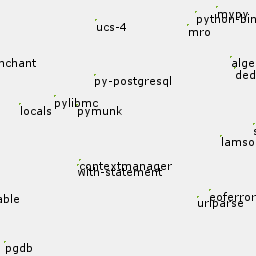 mypy
python-bin
ucs-4
mro
nchant
alge
ded
py-postgresql
pylibmc
locals
pymunk
lamso
contextmanager
with-statement
eoferror
able
urlparse
pgdb